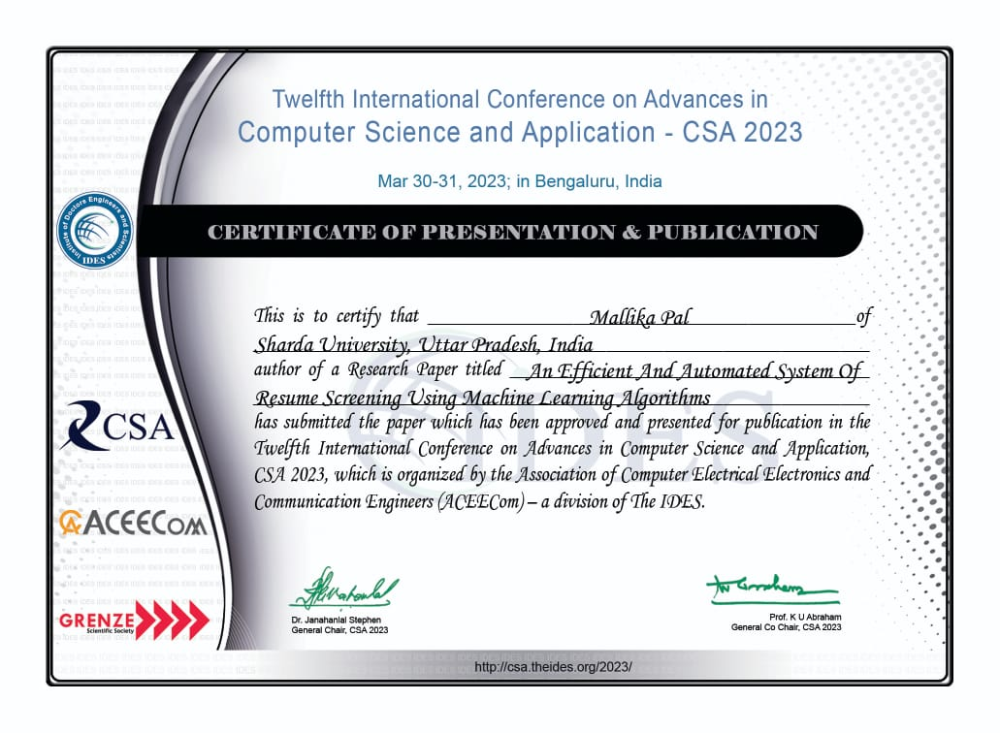 Twelfth International Conference on Advances in
Computer Science and Application - CSA 2023
Mar 30-31, 2023; in Bengaluru, India
Institute of Doctors Engineers and Scientists
IDES
CERTIFICATE OF PRESENTATION & PUBLICATION
This is to certify that Mallika Pal of
Sharda University, Uttar Pradesh, India
author of a Research Paper titled An Efficient And Automated System Of
Resume Screening Using Machine Learning Algorithms
has submitted the paper which has been approved and presented for publication in the
Twelfth International Conference on Advances in Computer Science and Application,
CSA 2023, which is organized by the Association of Computer Electrical Electronics and
Communication Engineers (ACEECom) – a division of The IDES.
IDES
CSA
ACEECom
GRENZE
Scientific Society
Dr. Janahanlal Stephen
General Chair, CSA 2023
Prof. K U Abraham
General Co Chair, CSA 2023
http://csa.theides.org/2023/